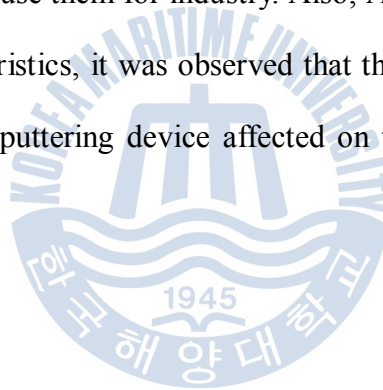 use them for industry. Also,
ristics, it was observed that th
puttering device affected on
KOREA MARITIME UNIVERSITY
1945
한국해양대학교